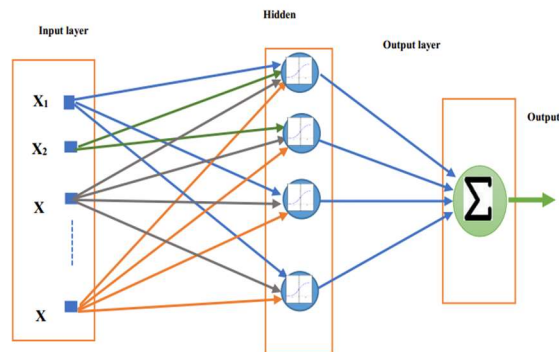 Hidden
Input layer
Output layer
X1
Output
X2
X
Σ
X